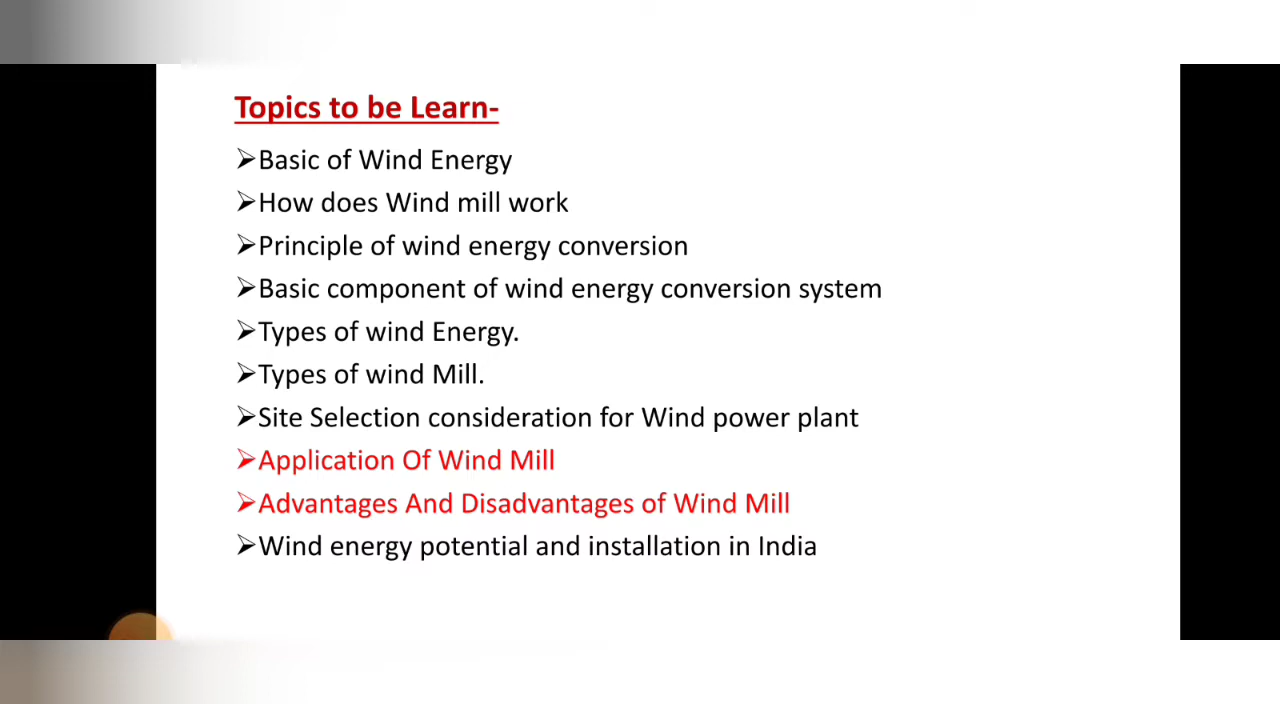 Topics to be Learn-
➢Basic of Wind Energy
➢How does Wind mill work
➢Principle of wind energy conversion
➢Basic component of wind energy conversion system
➢Types of wind Energy.
➢Types of wind Mill.
➢Site Selection consideration for Wind power plant
➢Application Of Wind Mill
➢Advantages And Disadvantages of Wind Mill
➢Wind energy potential and installation in India